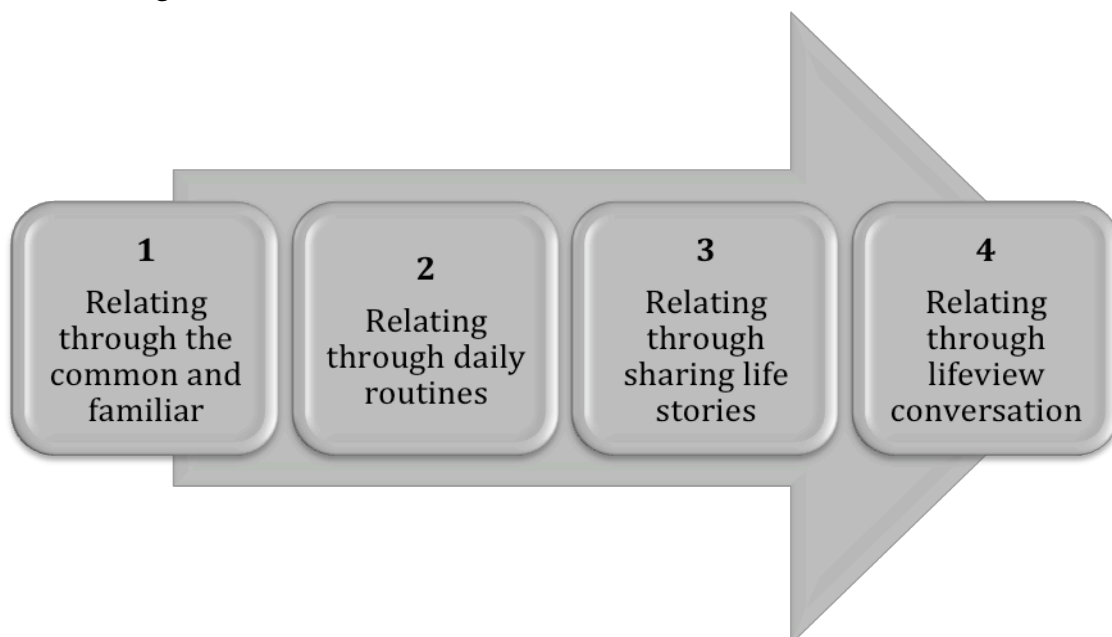 1
Relating
through the
common and
familiar
2
Relating
through daily
routines
3
Relating
through
sharing life
stories
4
Relating
through
lifeview
conversation